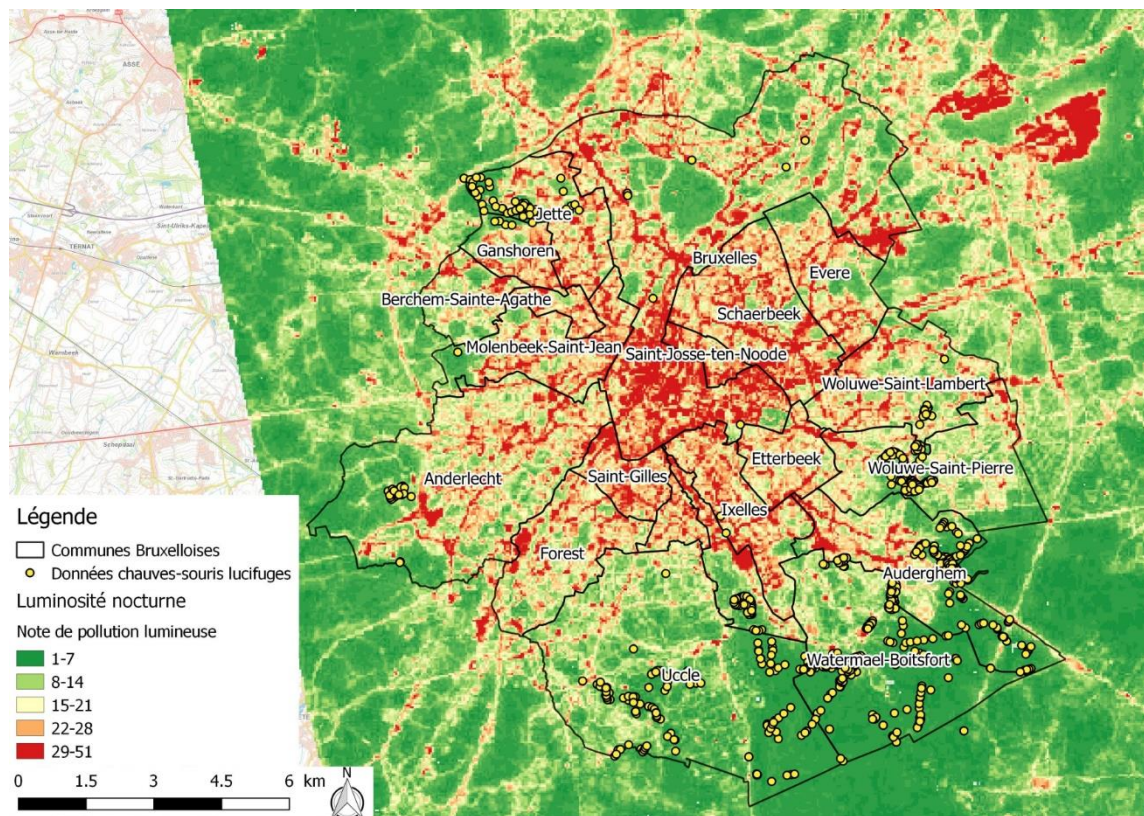 ASSE
TERNAT
Jette
Ganshoren
Bruxelles
Evere
Berchem-Sainte-Agathe
Schaerbeek
Molenbeek-Saint-Jean
Saint-Josse-ten-Noode
Woluwe-Saint-Lambert
Schepdaal
Anderlecht
Saint-Gilles
Etterbeek
Woluwe-Saint-Pierre
Ixelles
Forest
Auderghem
Watermael-Boitsfort
Uccle
Légende
Communes Bruxelloises
Données chauves-souris lucifuges
Luminosité nocturne
Note de pollution lumineuse
1-7
8-14
15-21
22-28
29-51
0 1.5 3 4.5 6 km
N